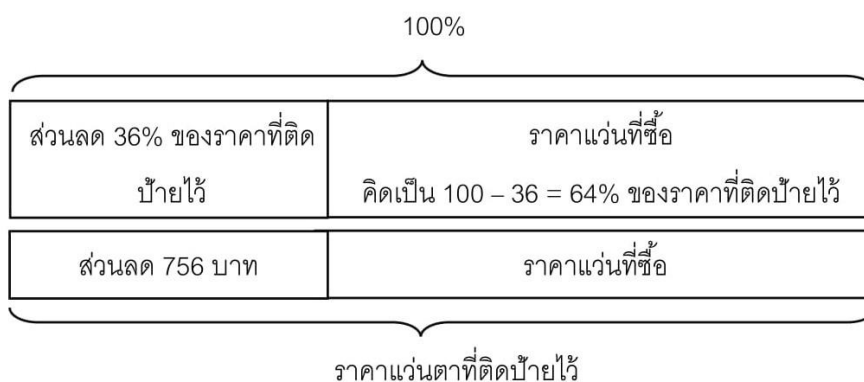 100%
ส่วนลด 36% ของราคาที่ติด
ป้ายไว้
ราคาแว่นที่ซื้อ
คิดเป็น 100 – 36 = 64% ของราคาที่ติดป้ายไว้
ส่วนลด 756 บาท
ราคาแว่นที่ซื้อ
ราคาแว่นตาที่ติดป้ายไว้